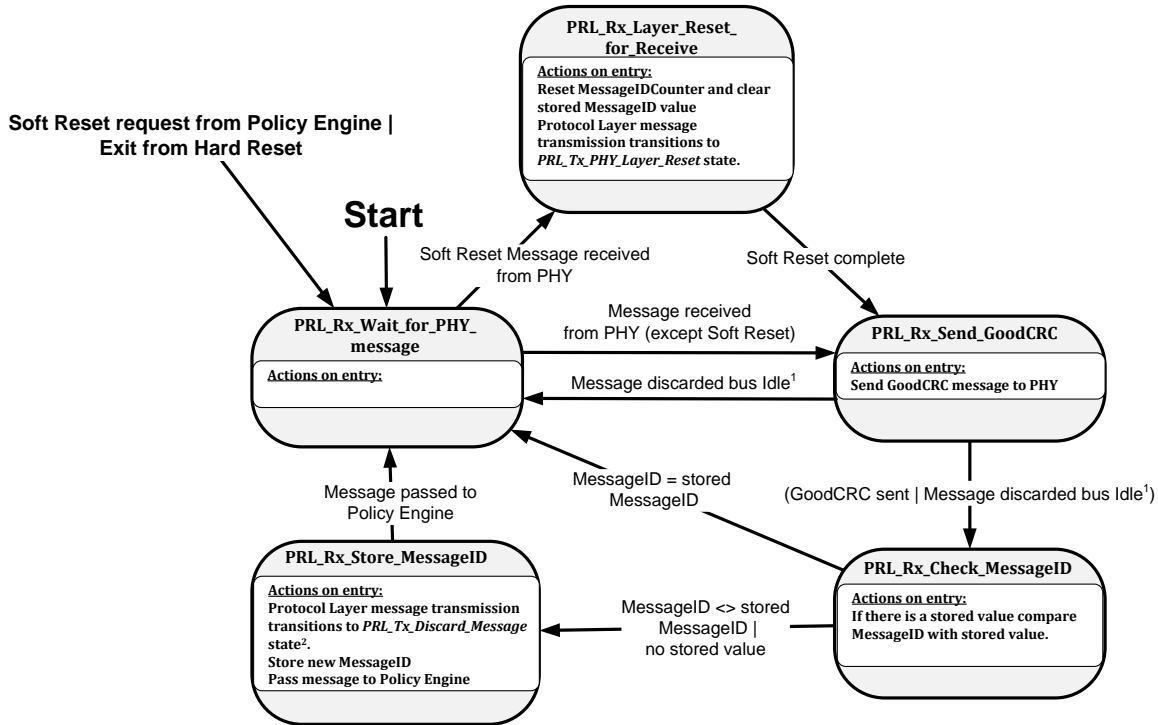 PRL_Rx_Layer_Reset_
for_Receive
Actions on entry:
Reset MessageIDCounter and clear
stored MessageID value
Protocol Layer message
transmission transitions to
PRL_Tx_PHY_Layer_Reset state.
Soft Reset request from Policy Engine |
Exit from Hard Reset
Start
Soft Reset Message received
from PHY
Soft Reset complete
PRL_Rx_Wait_for_PHY_
message
Actions on entry:
Message received
from PHY (except Soft Reset)
Message discarded bus Idle¹
PRL_Rx_Send_GoodCRC
Actions on entry:
Send GoodCRC message to PHY
Message passed to
Policy Engine
MessageID = stored
MessageID
(GoodCRC sent | Message discarded bus Idle¹)
PRL_Rx_Store_MessageID
Actions on entry:
Protocol Layer message transmission
transitions to PRL_Tx_Discard_Message
state².
Store new MessageID
Pass message to Policy Engine
MessageID <> stored
MessageID |
no stored value
PRL_Rx_Check_MessageID
Actions on entry:
If there is a stored value compare
MessageID with stored value.